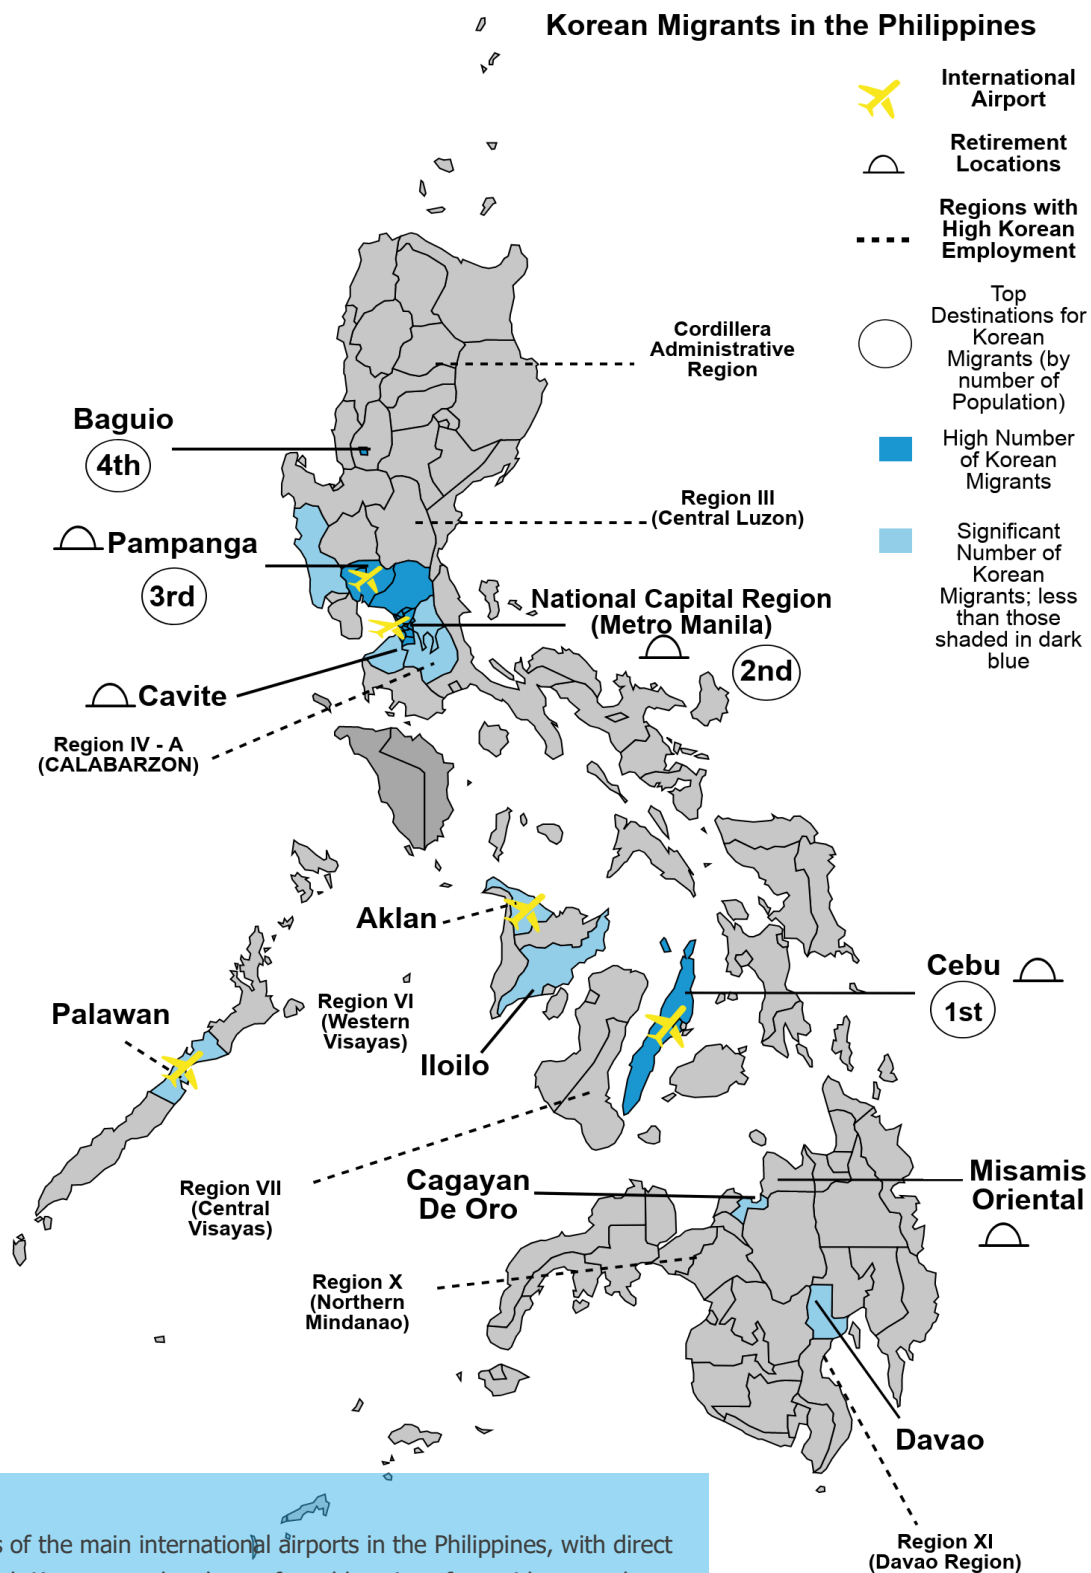 Korean Migrants in the Philippines
International
Airport
Retirement
Locations
Regions with
High Korean
Employment
Top
Destinations for
Korean
Migrants (by
number of
Population)
High Number
of Korean
Migrants
Significant
Number of
Korean
Migrants; less
than those
shaded in dark
blue
Cordillera
Administrative
Region
Baguio
4th
Region III
(Central Luzon)
Pampanga
3rd
National Capital Region
(Metro Manila)
2nd
Cavite
Region IV - A
(CALABARZON)
Aklan
Cebu
1st
Palawan
Region VI
(Western
Visayas)
Iloilo
Region VII
(Central
Visayas)
Cagayan
De Oro
Misamis
Oriental
Region X
(Northern
Mindanao)
Davao
Region XI
(Davao Region)
of the main international airports in the Philippines, with direct